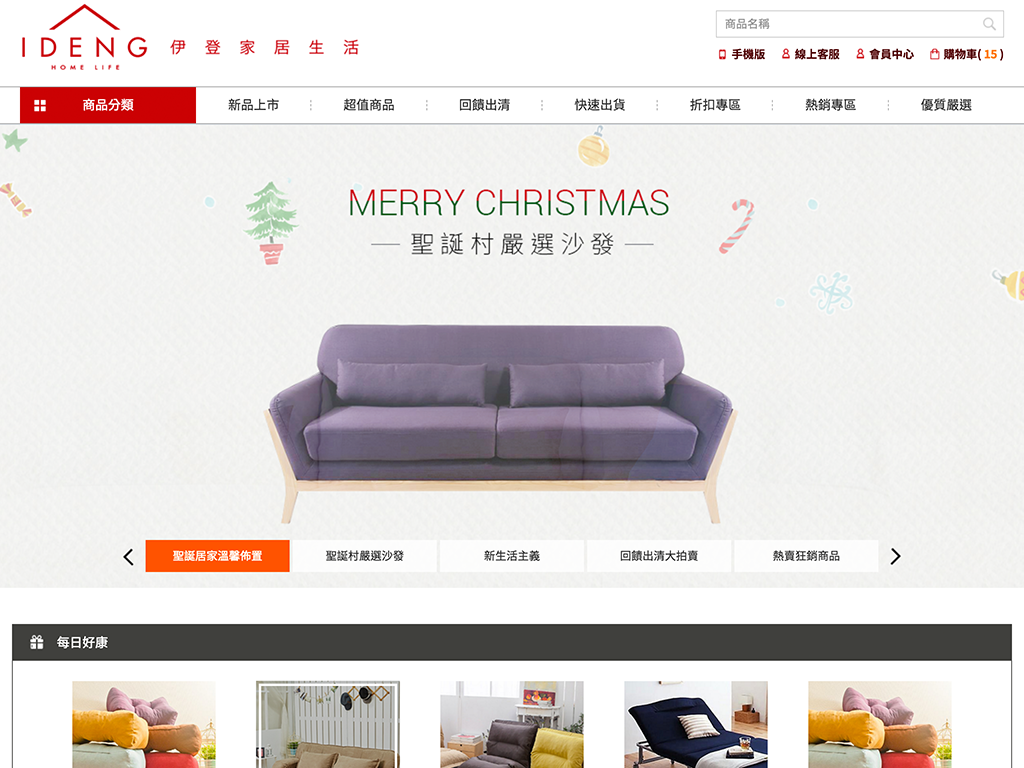 IDENG
HOME LIFE
伊登家居生活
商品名稱
手機版 線上客服 會員中心 購物車( 15 )
商品分類 新品上市 超值商品 回饋出清 快速出貨 折扣專區 熱銷專區 優質嚴選
MERRY CHRISTMAS
聖誕村嚴選沙發
聖誕居家溫馨佈置 聖誕村嚴選沙發 新生活主義 回饋出清大拍賣 熱賣狂銷商品
每日好康